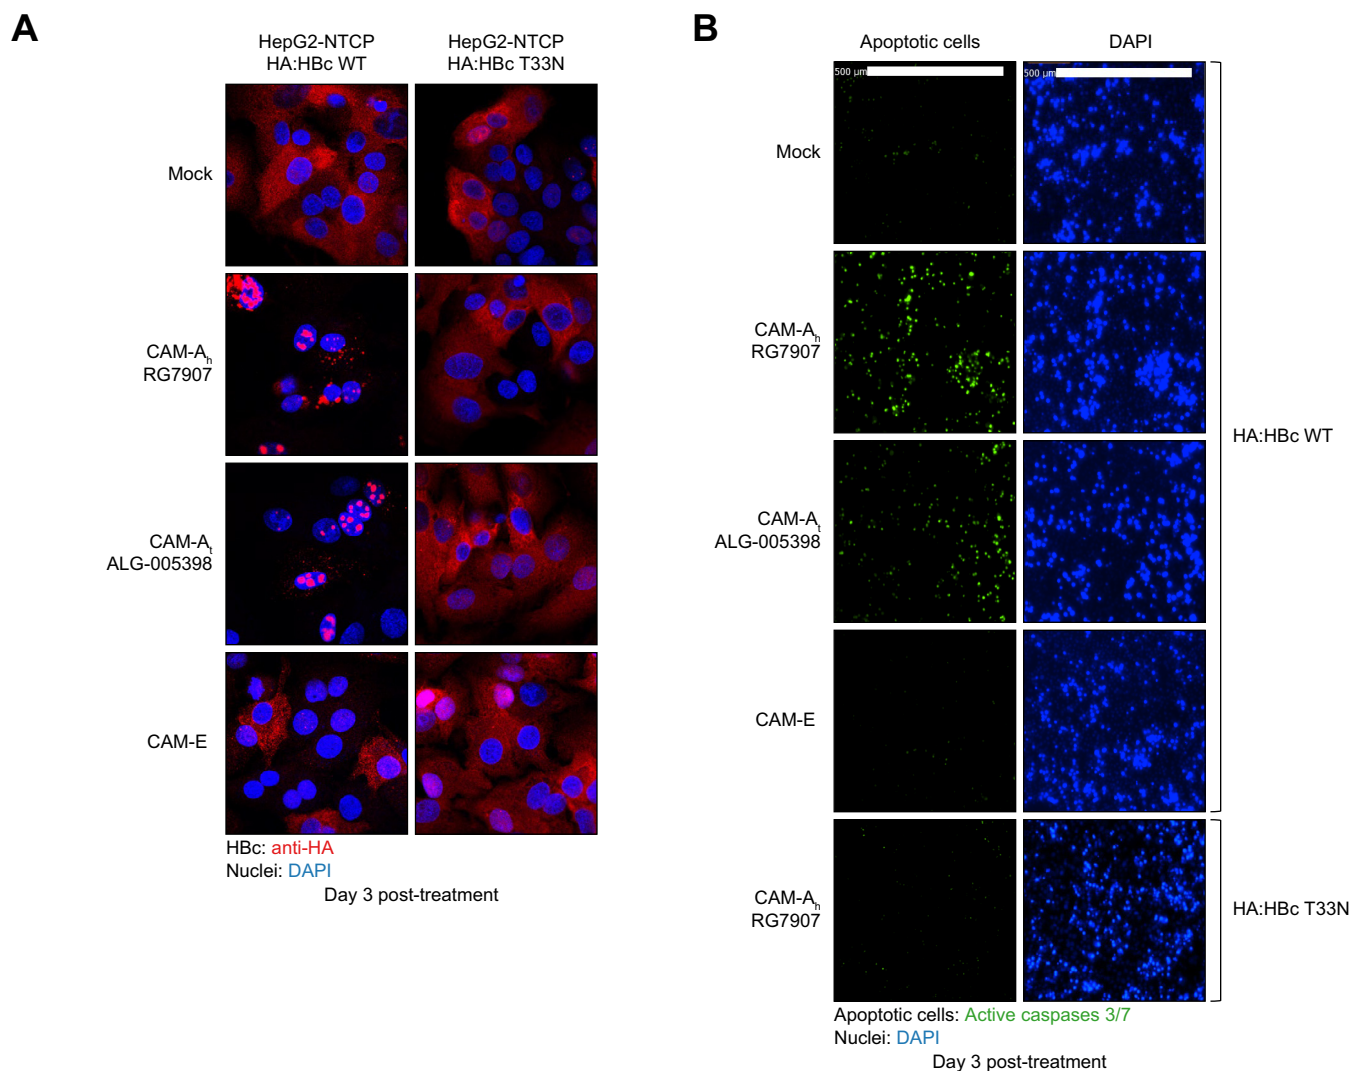 A
HepG2-NTCP
HA:HBc WT
HepG2-NTCP
HA:HBc T33N
Mock
CAM-Ah
RG7907
CAM-At
ALG-005398
CAM-E
HBc: anti-HA
Nuclei: DAPI
Day 3 post-treatment
B
Apoptotic cells
DAPI
500 µm
500 µm
Mock
CAM-Ah
RG7907
CAM-At
ALG-005398
CAM-E
HA:HBc WT
CAM-Ah
RG7907
HA:HBc T33N
Apoptotic cells: Active caspases 3/7
Nuclei: DAPI
Day 3 post-treatment